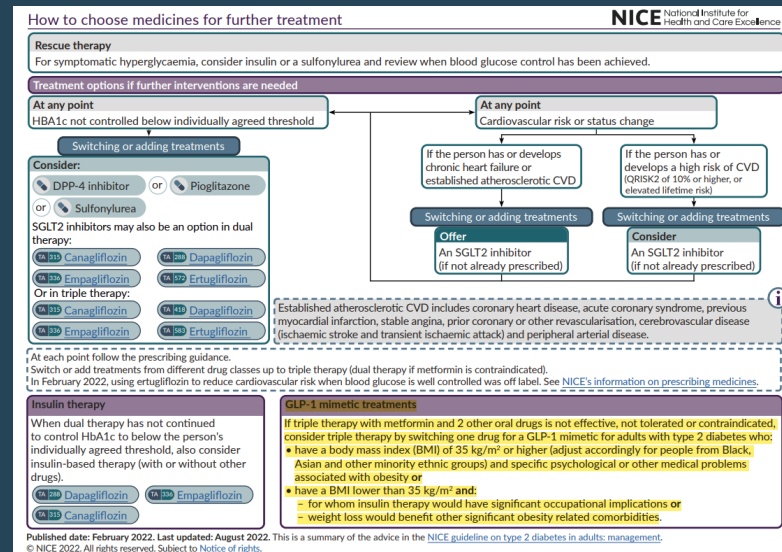 How to choose medicines for further treatment
NICE National Institute for
Health and Care Excellence
Rescue therapy
For symptomatic hyperglycaemia, consider insulin or a sulfonylurea and review when blood glucose control has been achieved.
Treatment options if further interventions are needed
At any point
HBA1c not controlled below individually agreed threshold
Switching or adding treatments
Consider:
DPP-4 inhibitor or Pioglitazone
or Sulfonylurea
SGLT2 inhibitors may also be an option in dual
therapy:
TA 315 Canagliflozin TA 288 Dapagliflozin
TA 336 Empagliflozin TA 572 Ertugliflozin
Or in triple therapy:
TA 315 Canagliflozin TA 418 Dapagliflozin
TA 336 Empagliflozin TA 583 Ertugliflozin
At any point
Cardiovascular risk or status change
If the person has or develops
chronic heart failure or
established atherosclerotic CVD
Switching or adding treatments
Offer
An SGLT2 inhibitor
(if not already prescribed)
If the person has or
develops a high risk of CVD
(QRISK2 of 10% or higher, or
elevated lifetime risk)
Switching or adding treatments
Consider
An SGLT2 inhibitor
(if not already prescribed)
i
Established atherosclerotic CVD includes coronary heart disease, acute coronary syndrome, previous
myocardial infarction, stable angina, prior coronary or other revascularisation, cerebrovascular disease
(ischaemic stroke and transient ischaemic attack) and peripheral arterial disease.
At each point follow the prescribing guidance.
Switch or add treatments from different drug classes up to triple therapy (dual therapy if metformin is contraindicated).
In February 2022, using ertugliflozin to reduce cardiovascular risk when blood glucose is well controlled was off label. See NICE's information on prescribing medicines.
Insulin therapy
When dual therapy has not continued
to control HbA1c to below the person's
individually agreed threshold, also consider
insulin-based therapy (with or without other
drugs).
TA 288 Dapagliflozin TA 336 Empagliflozin
TA 315 Canagliflozin
GLP-1 mimetic treatments
If triple therapy with metformin and 2 other oral drugs is not effective, not tolerated or contraindicated,
consider triple therapy by switching one drug for a GLP-1 mimetic for adults with type 2 diabetes who:
• have a body mass index (BMI) of 35 kg/m² or higher (adjust accordingly for people from Black,
Asian and other minority ethnic groups) and specific psychological or other medical problems
associated with obesity or
• have a BMI lower than 35 kg/m² and:
– for whom insulin therapy would have significant occupational implications or
– weight loss would benefit other significant obesity related comorbidities.
Published date: February 2022. Last updated: August 2022. This is a summary of the advice in the NICE guideline on type 2 diabetes in adults: management.
© NICE 2022. All rights reserved. Subject to Notice of rights.